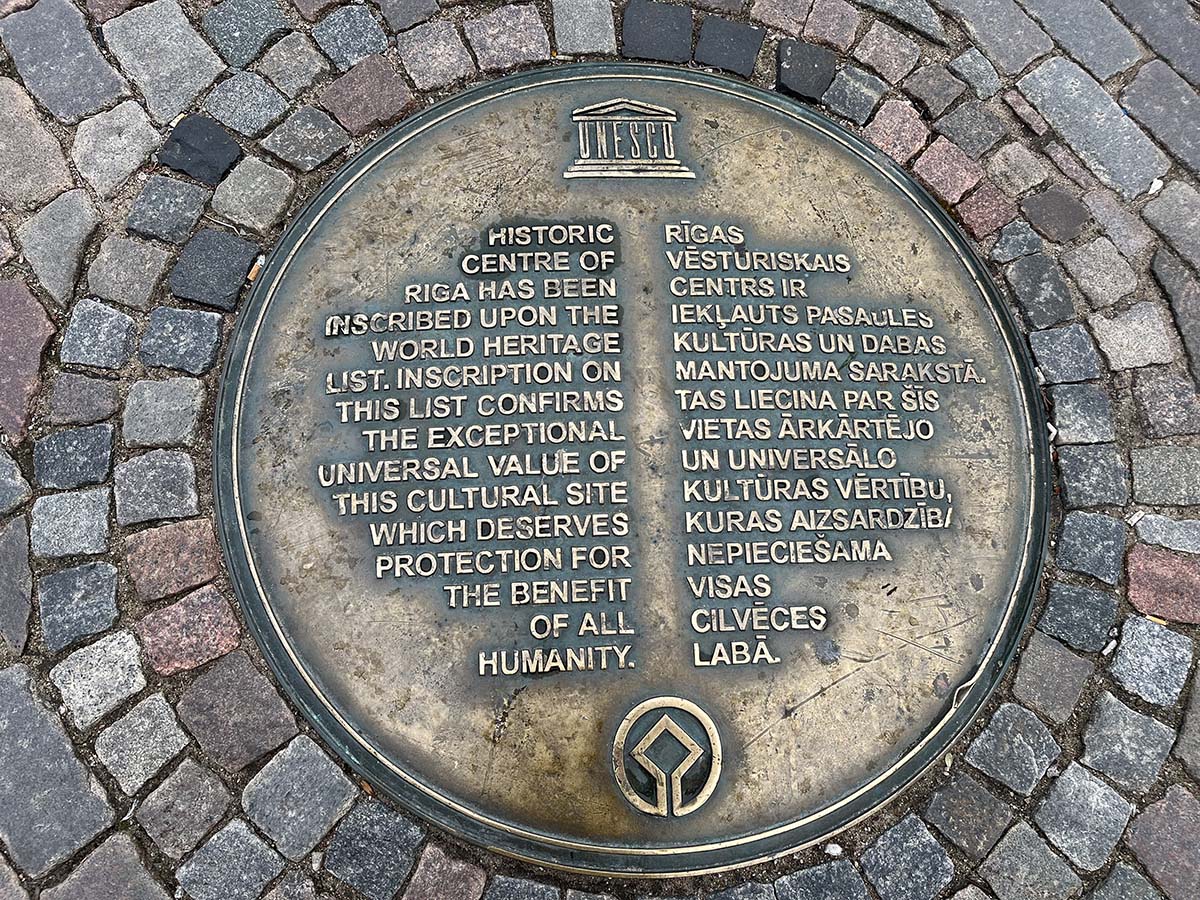 UNESCO
HISTORIC
CENTRE OF
RIGA HAS BEEN
INSCRIBED UPON THE
WORLD HERITAGE
LIST. INSCRIPTION ON
THIS LIST CONFIRMS
THE EXCEPTIONAL
UNIVERSAL VALUE OF
THIS CULTURAL SITE
WHICH DESERVES
PROTECTION FOR
THE BENEFIT
OF ALL
HUMANITY.
RĪGAS
VĒSTURISKAIS
CENTRS IR
IEKĻAUTS PASAULES
KULTŪRAS UN DABAS
MANTOJUMA SARAKSTĀ.
TAS LIECINA PAR ŠĪS
VIETAS ĀRKĀRTĒJO
UN UNIVERSĀLO
KULTŪRAS VĒRTĪBU,
KURAS AIZSARDZĪBA
NEPIECIEŠAMA
VISAS
CILVĒCES
LABĀ.